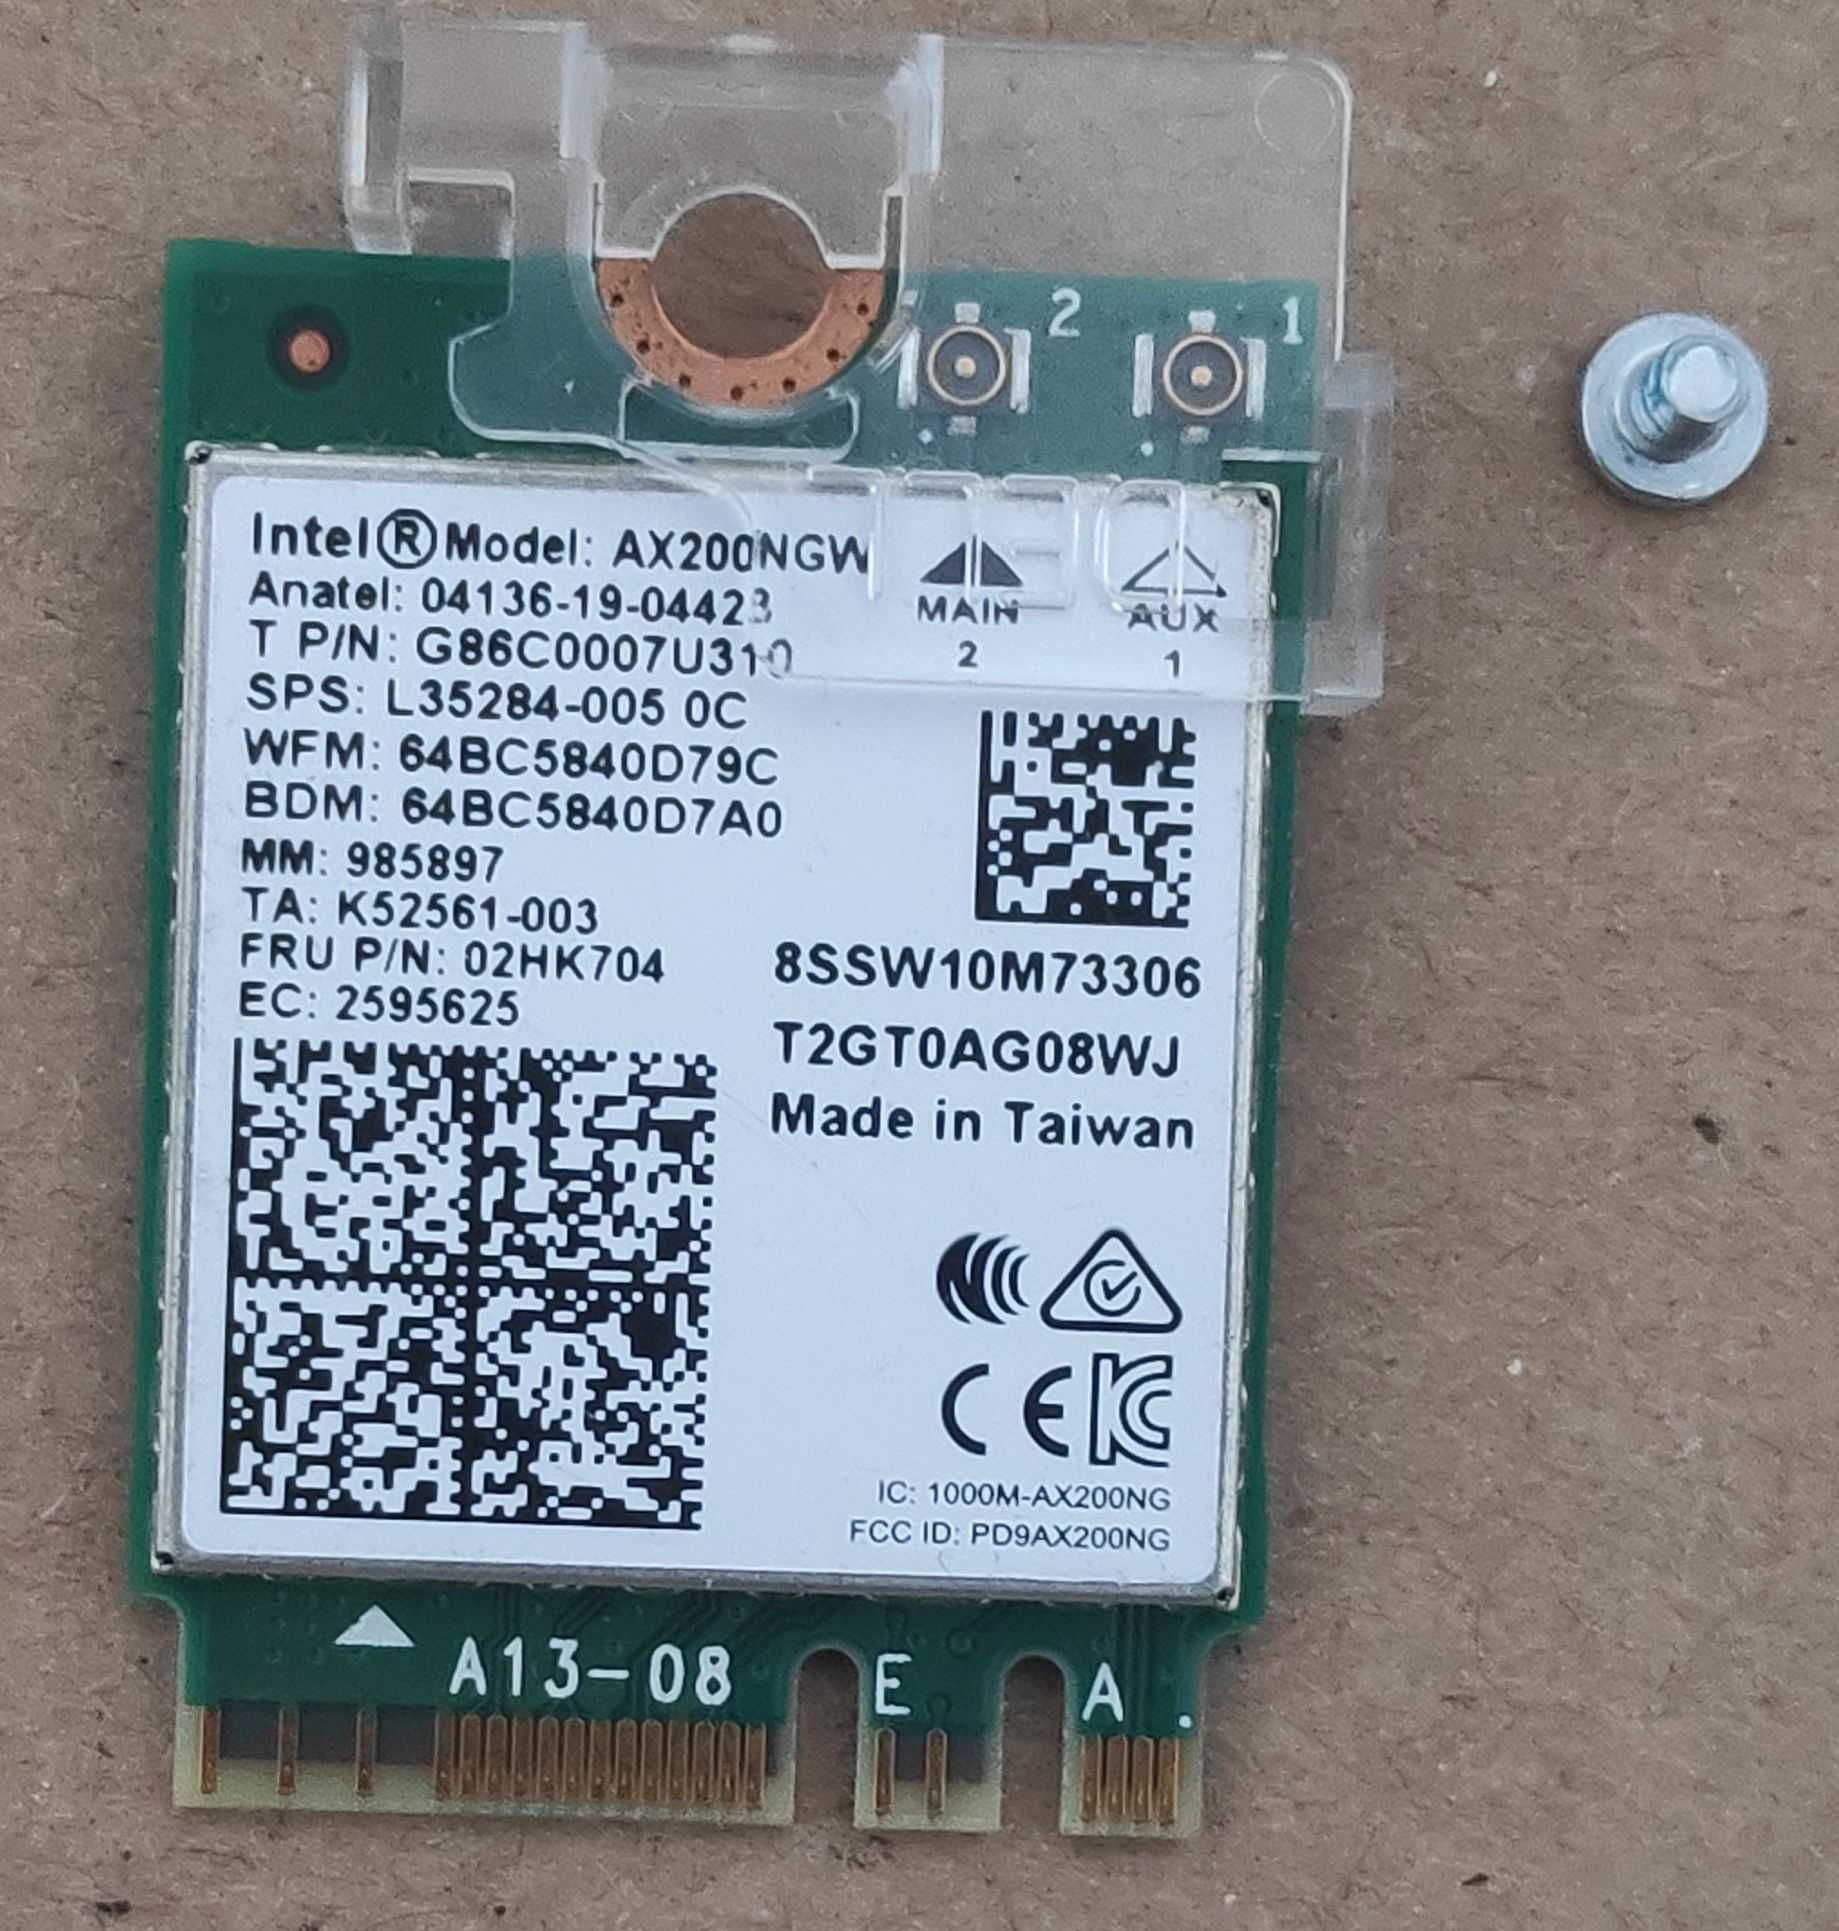 2 1
Intel® Model: AX200NGW
Anatel: 04136-19-04423
T P/N: G86C0007U310
SPS: L35284-005 0C
WFM: 64BC5840D79C
BDM: 64BC5840D7A0
MM: 985897
TA: K52561-003
FRU P/N: 02HK704
EC: 2595625
MAIN AUX
2 1
8SSW10M73306
T2GT0AG08WJ
Made in Taiwan
CE
IC: 1000M-AX200NG
FCC ID: PD9AX200NG
A13-08 E A